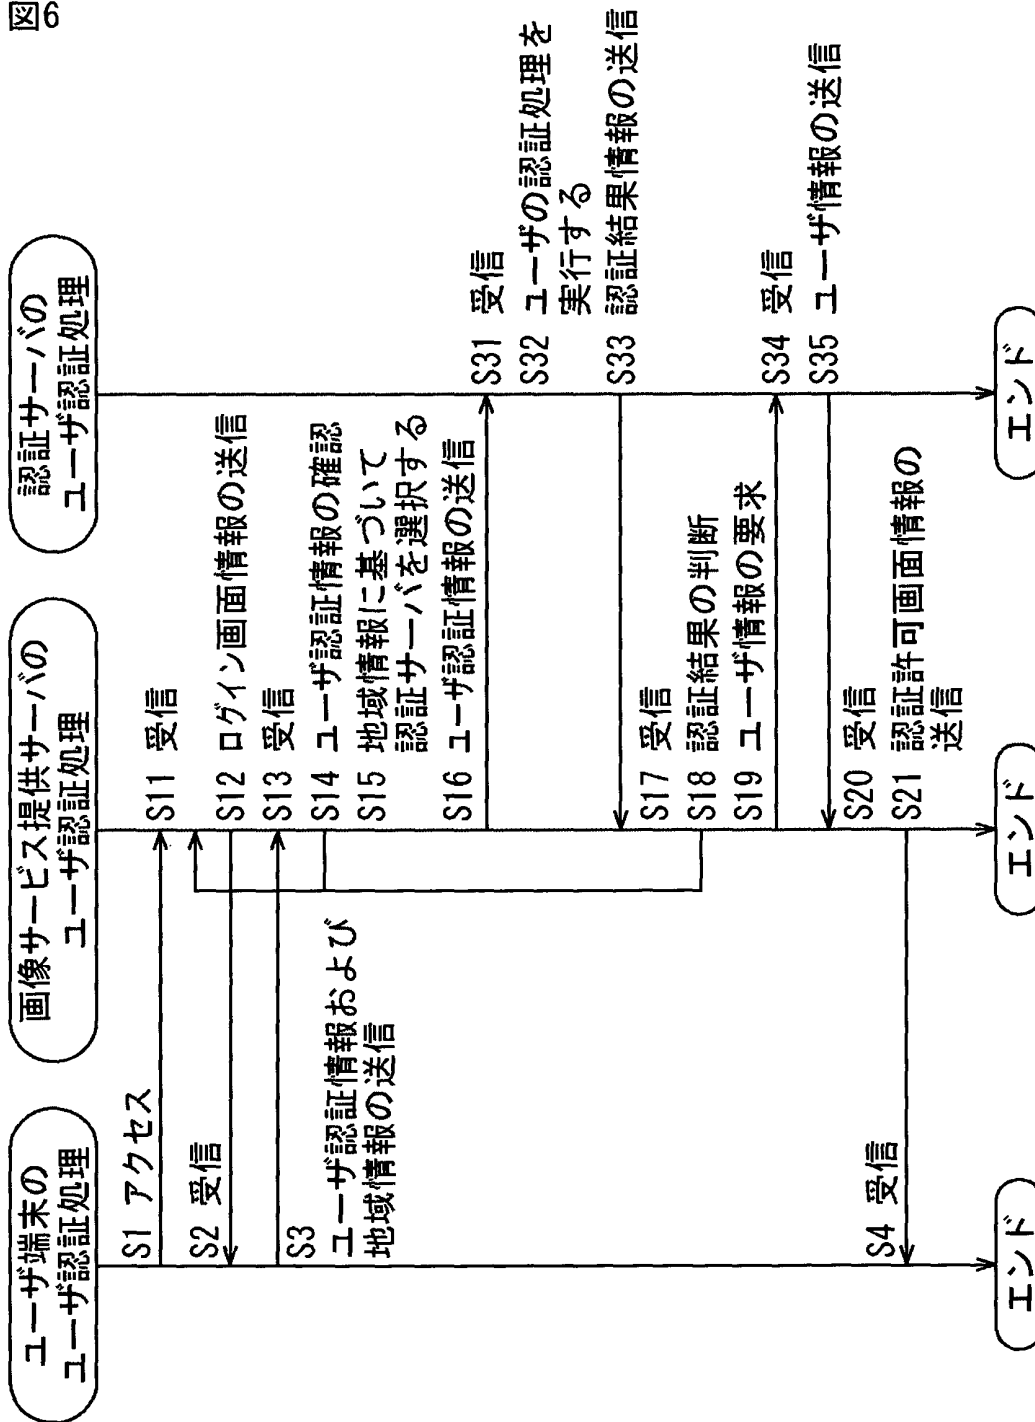 図6
ユーザ端末の
ユーザ認証処理
画像サービス提供サーバの
ユーザ認証処理
認証サーバの
ユーザ認証処理
S1 アクセス
S11 受信
S2 受信
S12 ログイン画面情報の送信
S3
ユーザ認証情報および
地域情報の送信
S13 受信
S14 ユーザ認証情報の確認
S15 地域情報に基づいて
認証サーバを選択する
S16 ユーザ認証情報の送信
S31 受信
S32 ユーザの認証処理を
実行する
S33 認証結果情報の送信
S17 受信
S18 認証結果の判断
S19 ユーザ情報の要求
S34 受信
S35 ユーザ情報の送信
S20 受信
S21 認証許可画面情報の
送信
S4 受信
エンド
エンド
エンド